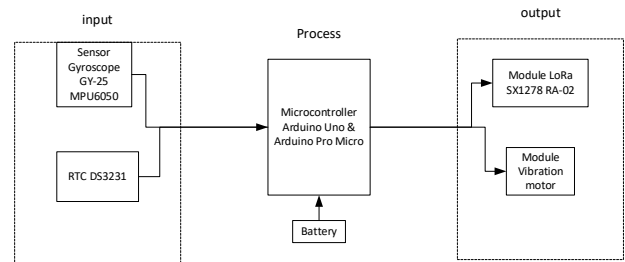 input
Process
output
Sensor
Gyroscope
GY-25
MPU6050
RTC DS3231
Microcontroller
Arduino Uno &
Arduino Pro Micro
Battery
Module LoRa
SX1278 RA-02
Module
Vibration
motor